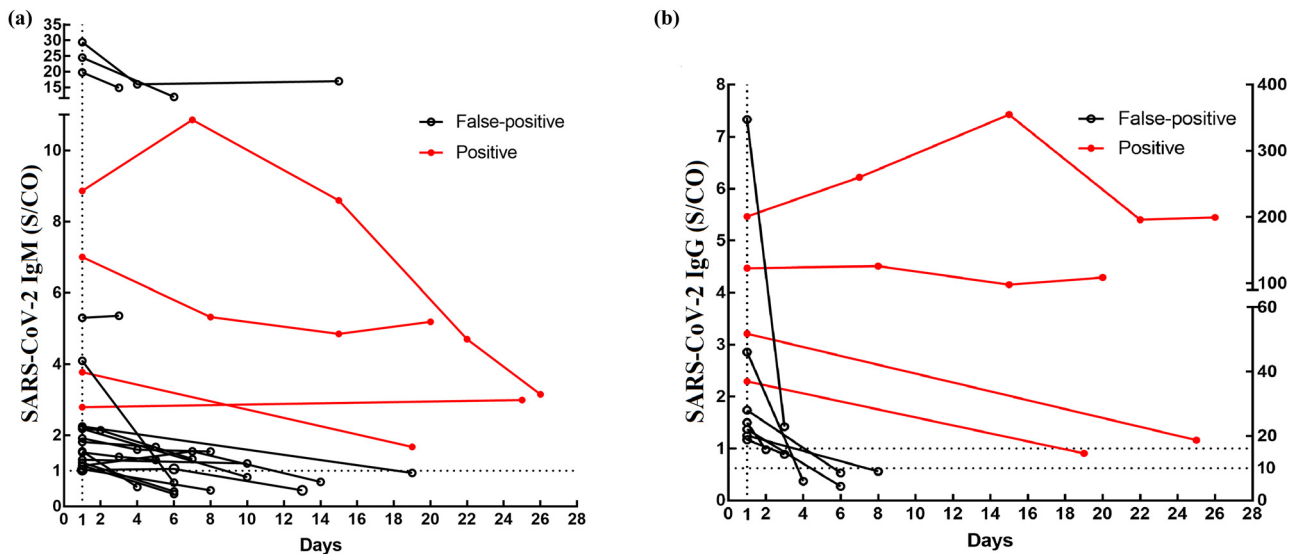 (a)
SARS-CoV-2 IgM (S/CO)
35
30
25
20
15
10
8
6
4
2
1
0
0 1 2 4 6 8 10 12 14 16 18 20 22 24 26 28
Days
False-positive
Positive
(b)
SARS-CoV-2 IgG (S/CO)
8
7
6
5
4
3
2
1
0
400
300
200
100
60
40
20
10
0
0 1 2 4 6 8 10 12 14 16 18 20 22 24 26 28
Days
False-positive
Positive